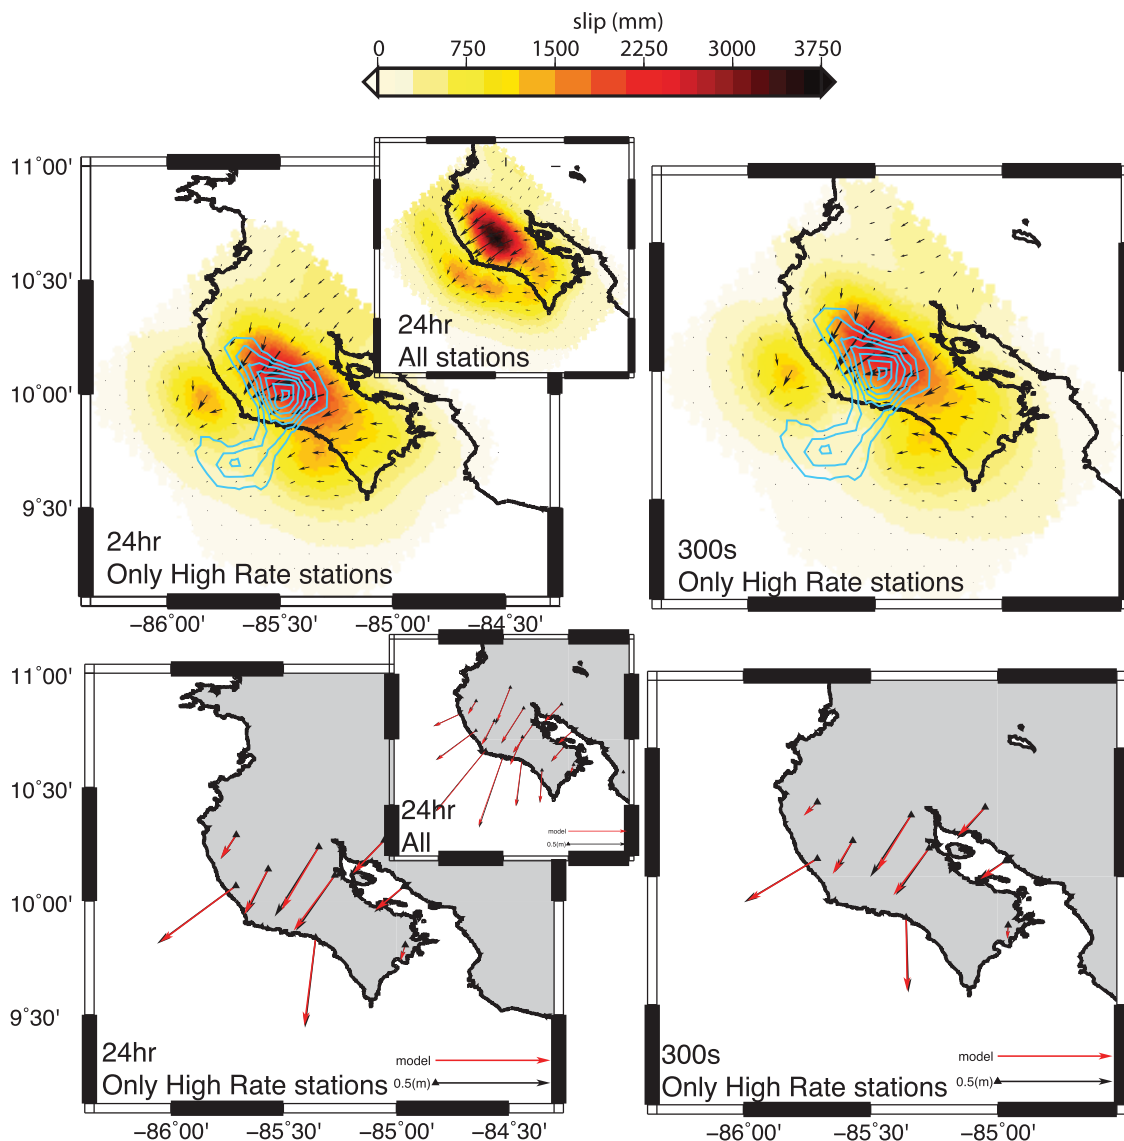 slip (mm)
0 750 1500 2250 3000 3750
11˚00'
10˚30'
10˚00'
9˚30'
24hr
All stations
24hr
Only High Rate stations
300s
Only High Rate stations
−86˚00' −85˚30' −85˚00' −84˚30'
11˚00'
10˚30'
10˚00'
9˚30'
24hr
All
model
0.5(m)
24hr
Only High Rate stations
model
0.5(m)
300s
Only High Rate stations
model
0.5(m)
−86˚00' −85˚30' −85˚00' −84˚30'
−86˚00' −85˚30' −85˚00'